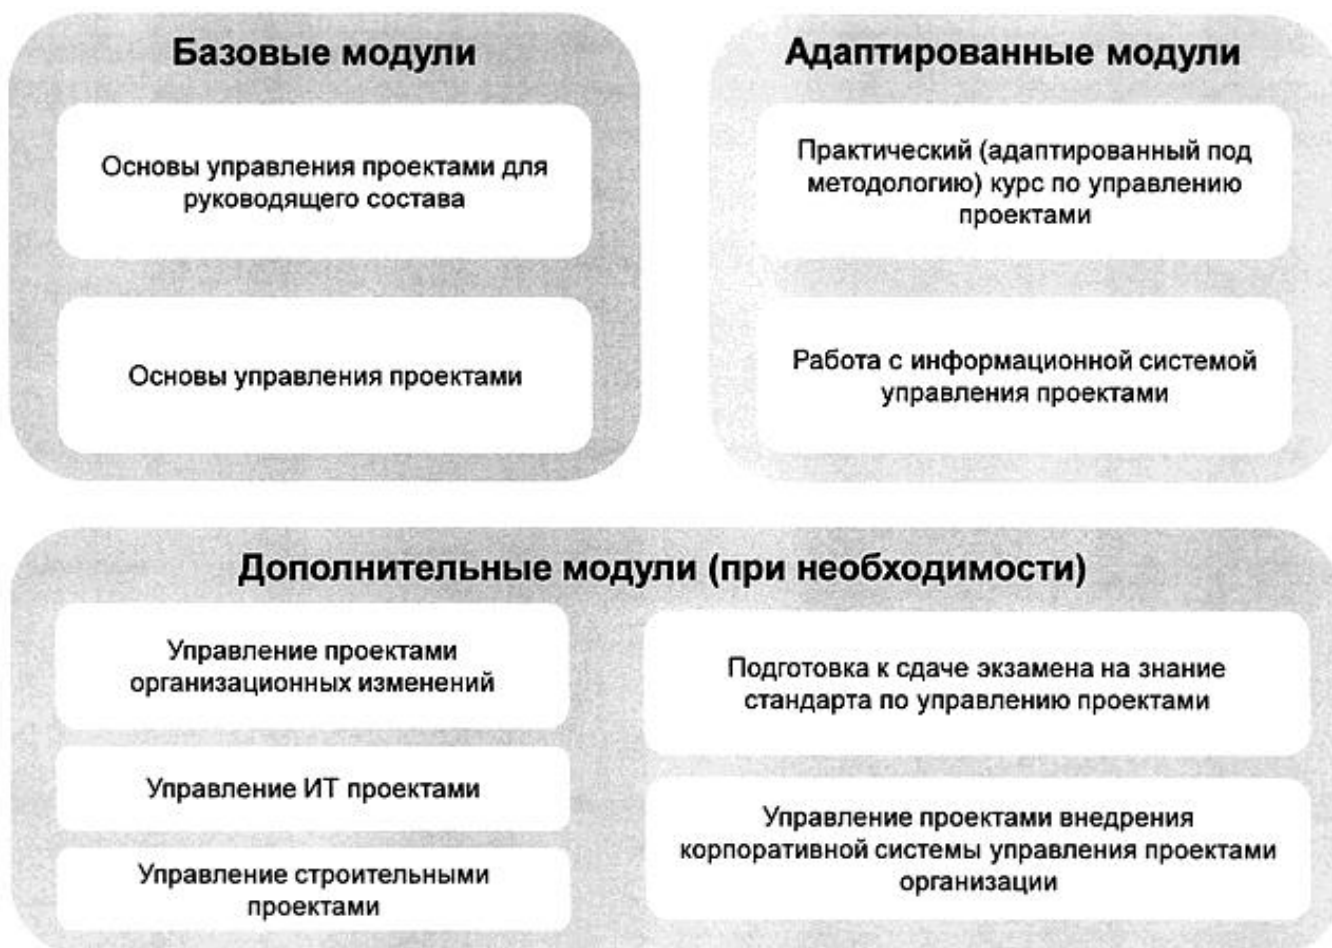 Базовые модули
Основы управления проектами для
руководящего состава
Основы управления проектами
Адаптированные модули
Практический (адаптированный под
методологию) курс по управлению
проектами
Работа с информационной системой
управления проектами
Дополнительные модули (при необходимости)
Управление проектами
организационных изменений
Управление ИТ проектами
Управление строительными
проектами
Подготовка к сдаче экзамена на знание
стандарта по управлению проектами
Управление проектами внедрения
корпоративной системы управления проектами
организации